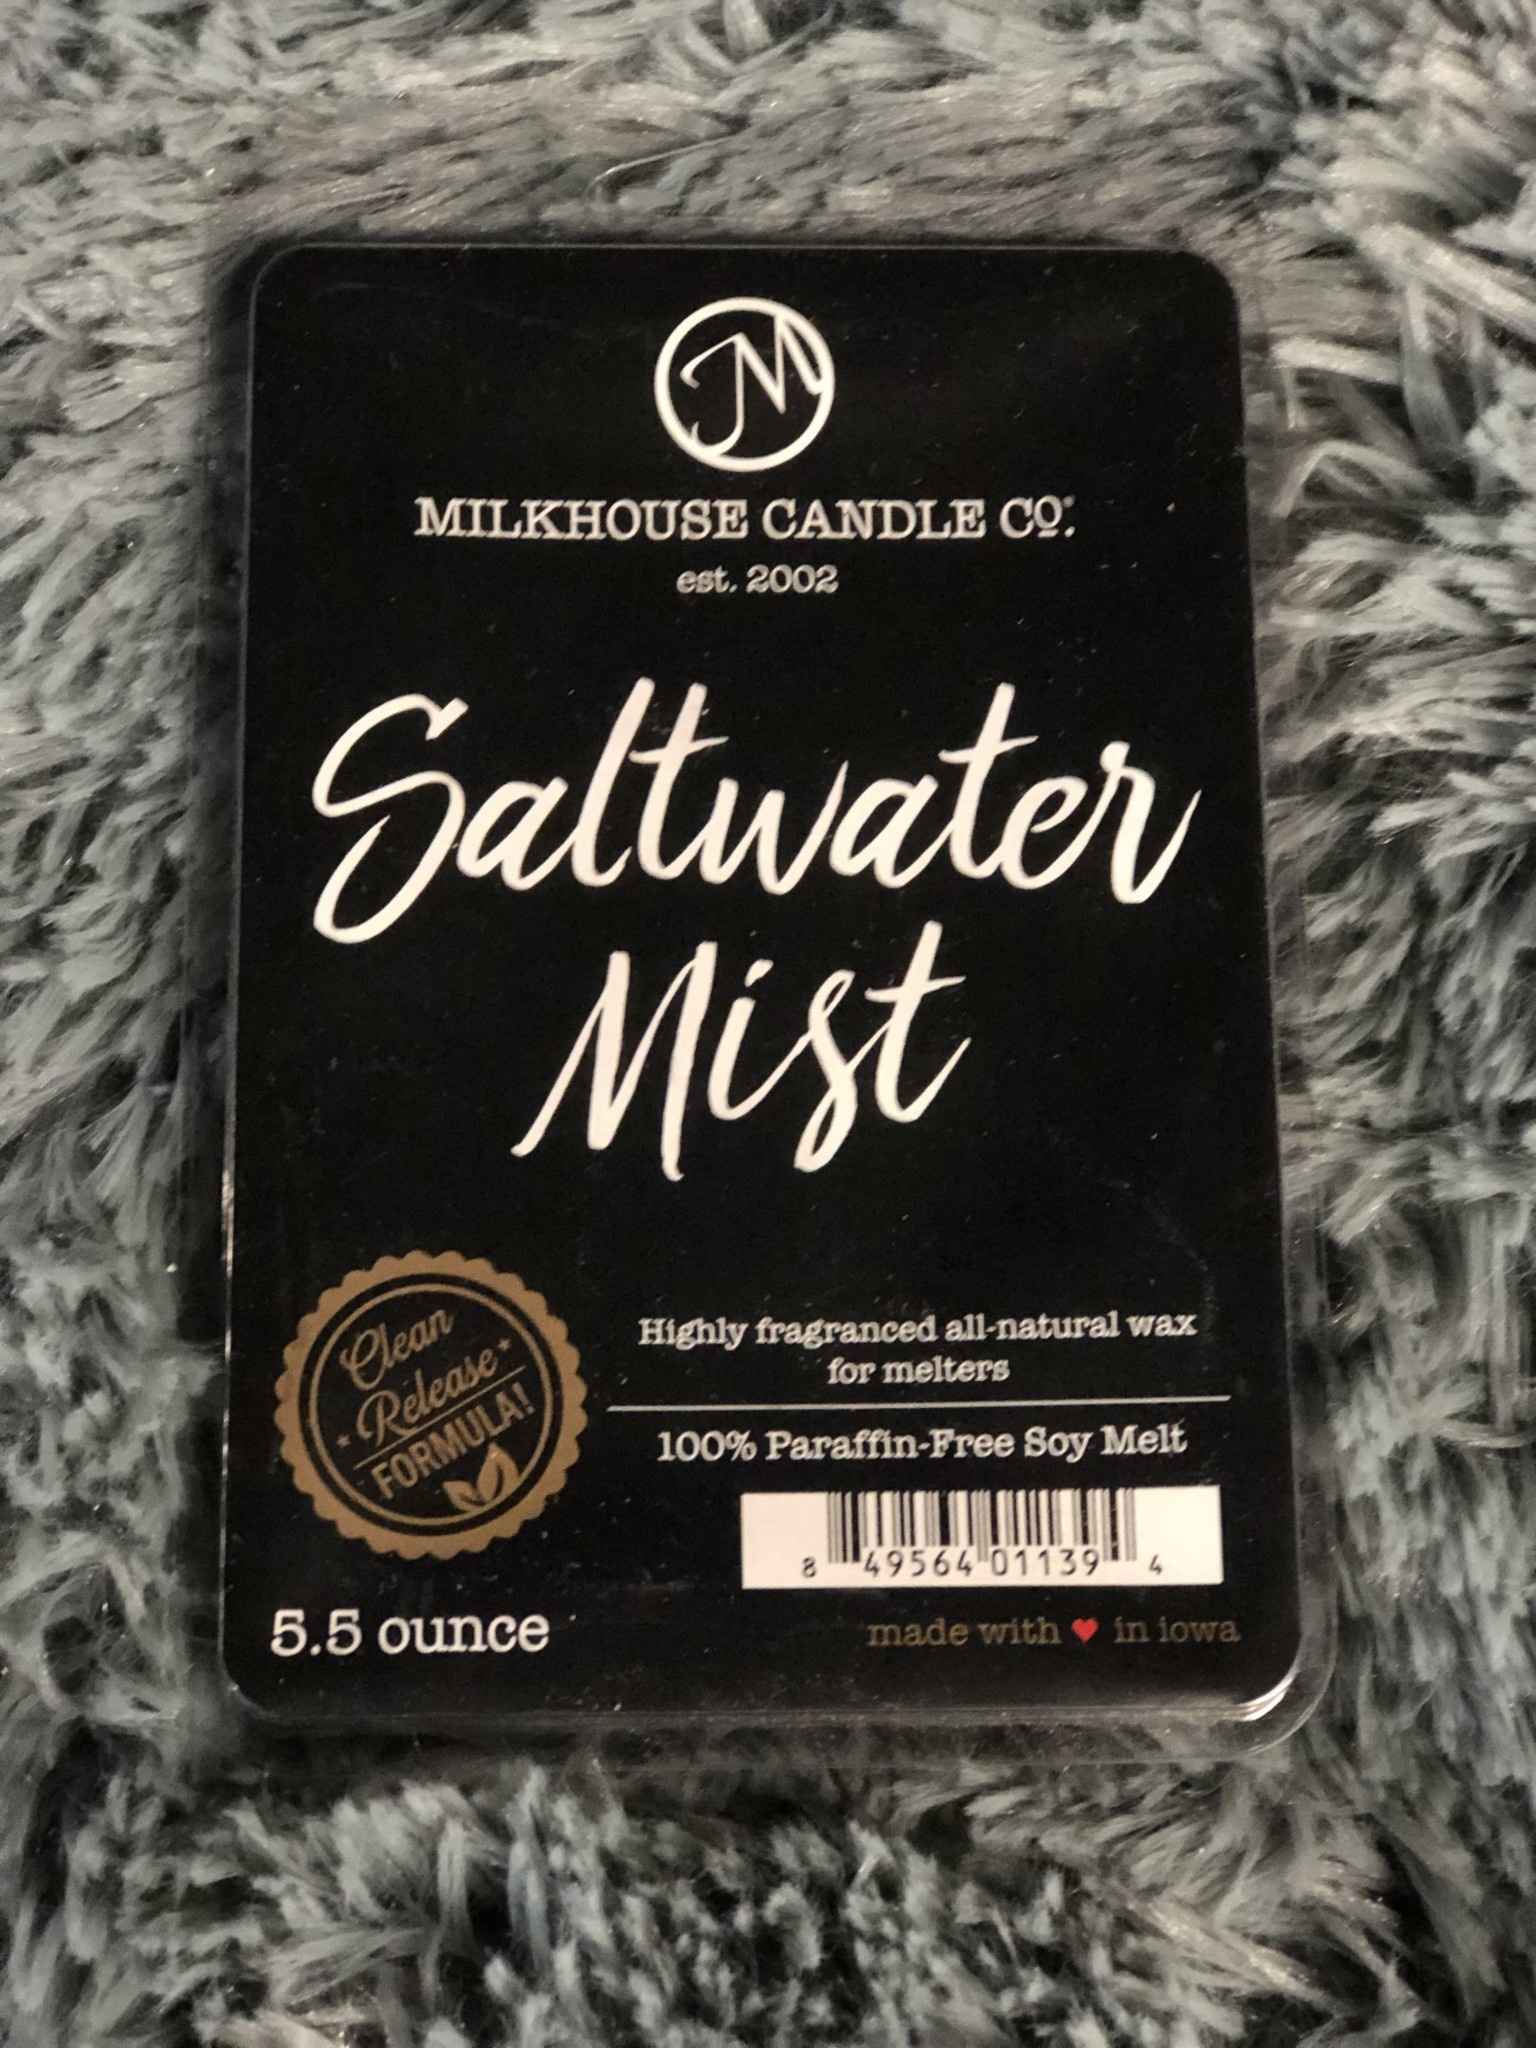 M
MILKHOUSE CANDLE Co.®
est. 2002
Saltwater
Mist
Clean
Release
FORMULA!
Highly fragranced all-natural wax
for melters
100% Paraffin-Free Soy Melt
8 49564 01139 4
5.5 ounce
made with ♥ in iowa